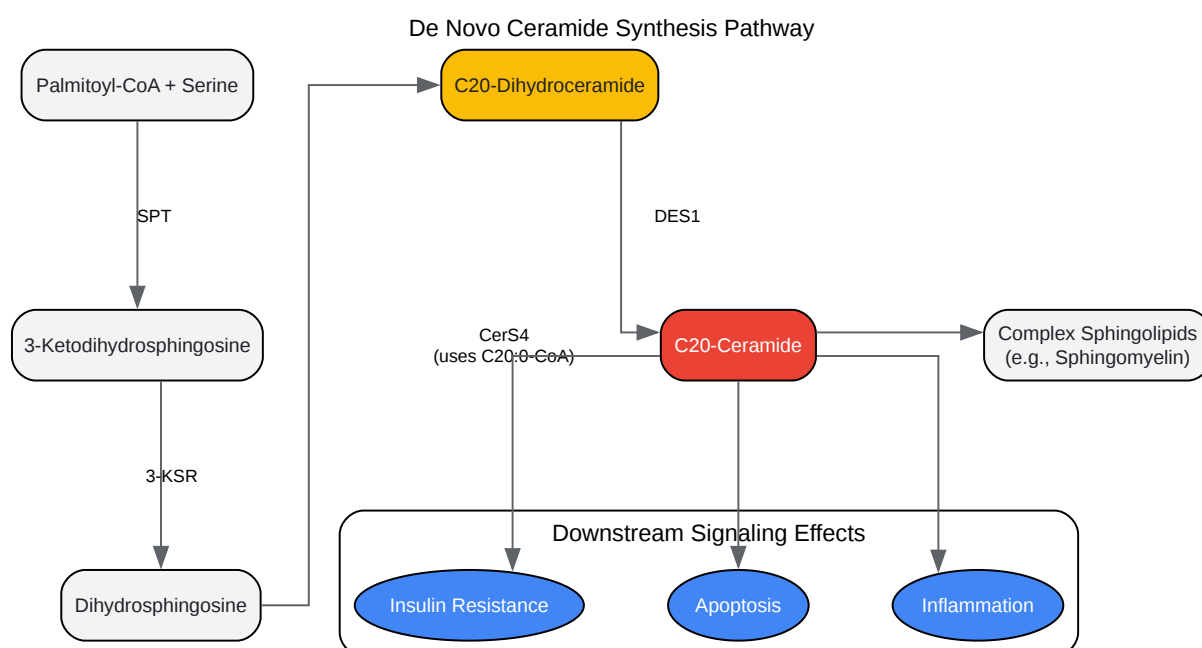 De Novo Ceramide Synthesis Pathway
Palmitoyl-CoA + Serine
C20-Dihydroceramide
SPT
DES1
3-Ketodihydrosphingosine
CerS4
(uses C20:0-CoA)
C20-Ceramide
Complex Sphingolipids
(e.g., Sphingomyelin)
3-KSR
Downstream Signaling Effects
Dihydrosphingosine
Insulin Resistance
Apoptosis
Inflammation